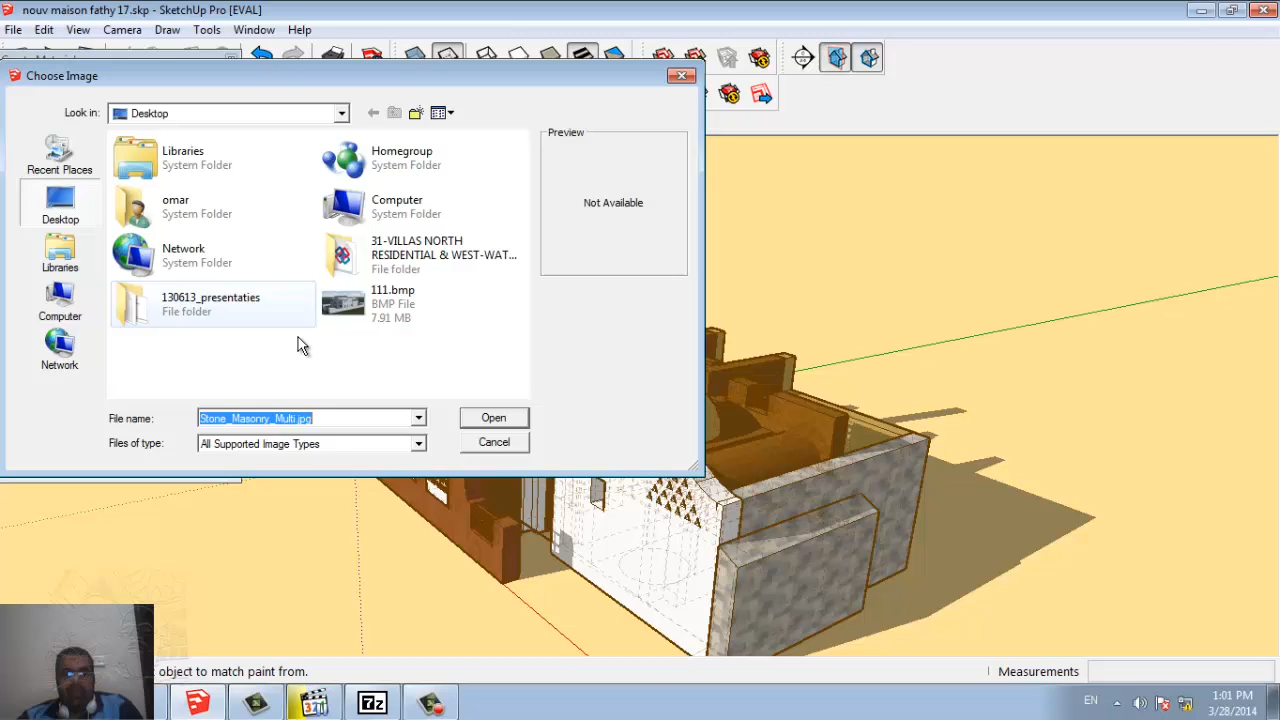 nouv maison fathy 17.skp - SketchUp Pro [EVAL]
File Edit View Camera Draw Tools Window Help
Choose Image
Look in: Desktop
Recent Places
Desktop
Libraries
Computer
Network
Libraries
System Folder
Homegroup
System Folder
omar
System Folder
Computer
System Folder
Network
System Folder
31-VILLAS NORTH
RESIDENTIAL & WEST-WAT...
File folder
130613_presentaties
File folder
111.bmp
BMP File
7.91 MB
Preview
Not Available
File name: Stone_Masonry_Multi.jpg Open
Files of type: All Supported Image Types Cancel
object to match paint from.
Measurements
321
7z
EN
1:01 PM
3/28/2014